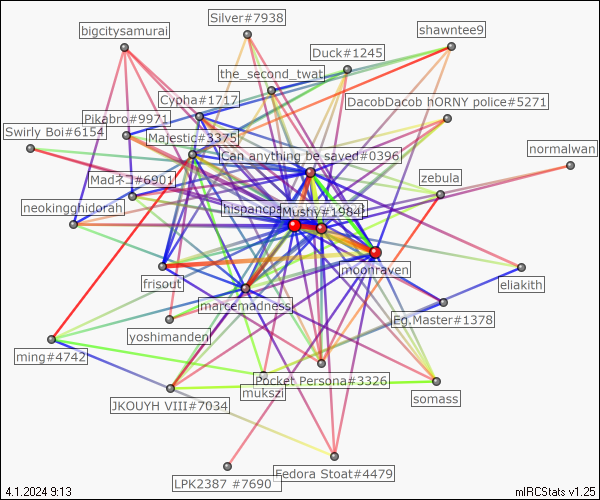 Silver#7938
bigcitysamurai
shawntee9
Duck#1245
the_second_twat
Cypha#1717
DacobDacob hORNY police#5271
Pikabro#9971
Swirly Boi#6154
Majestic#3375
Can anything be saved#0396
normalwan
zebula
Madネコ#6901
neokingghidorah
hispancpa
Mushy#1984
moonraven
frisout
eliakith
marcemadness
Eg.Master#1378
yoshimanden
ming#4742
Pocket Persona#3326
mukszi
somass
JKOUYH VIII#7034
Fedora Stoat#4479
LPK2387 #7690
4.1.2024 9:13
mIRCStats v1.25